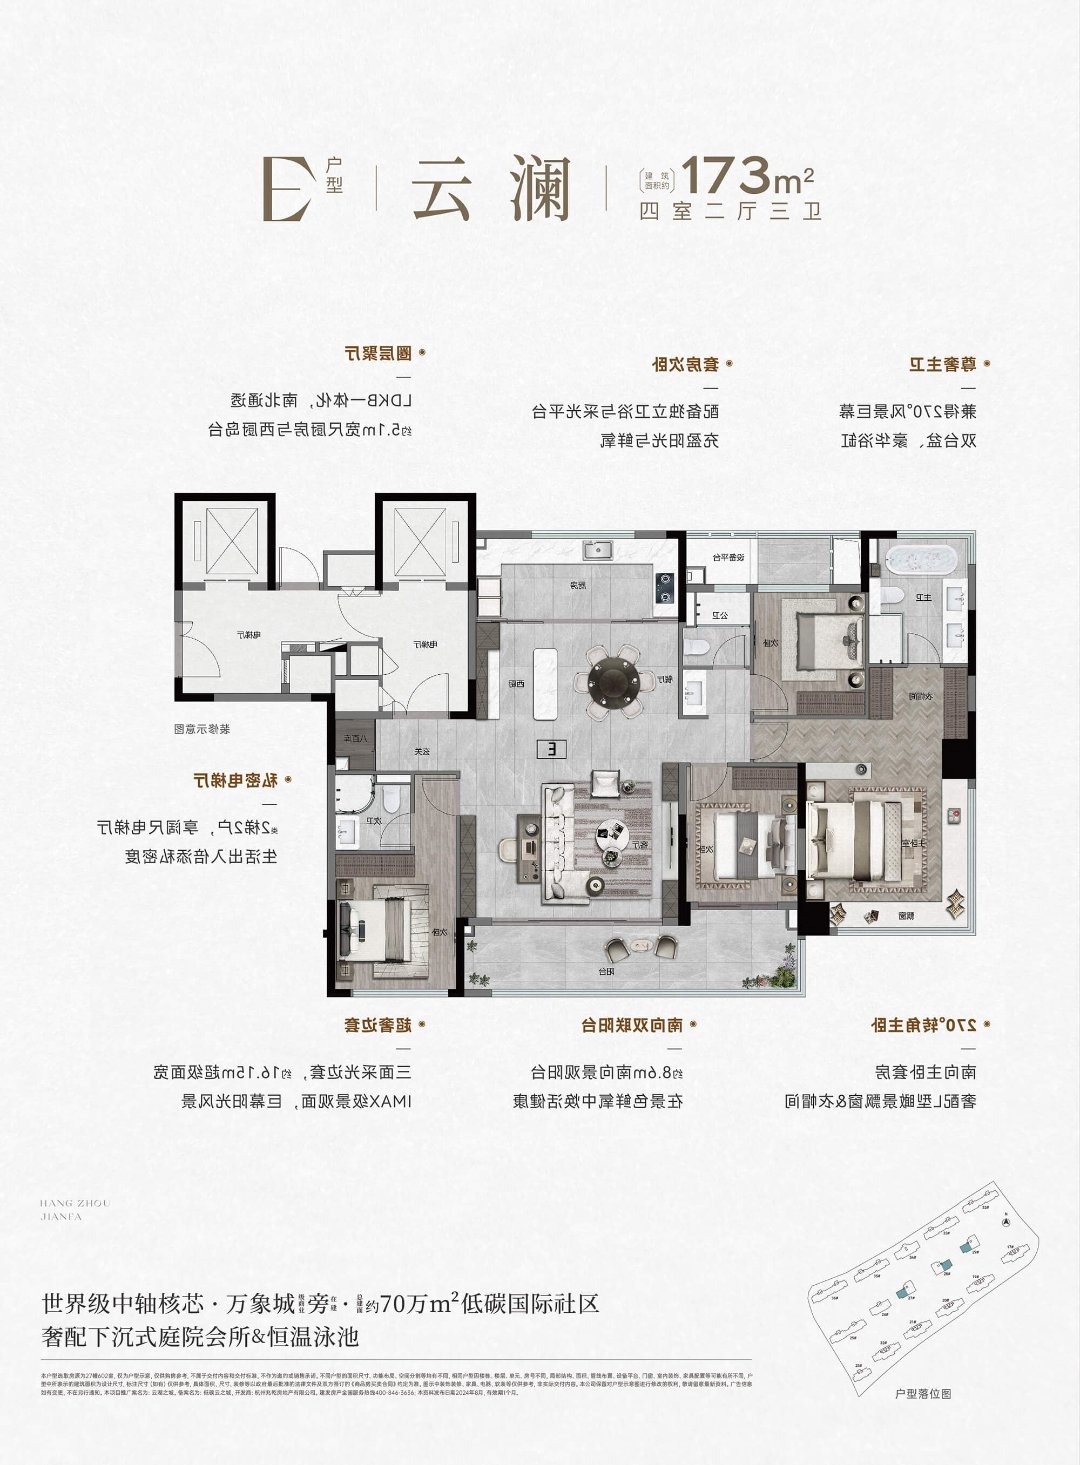 E 户型
云澜
建筑面积约 173m²
四室二厅三卫
圈层聚厅
LDKB一体化，南北通透
约5.1m宽尺厨房与西厨岛台
套房次卧
配备独立卫浴与采光平台
充盈阳光与鲜氧
尊奢主卫
兼得270°风景巨幕
双台盆、豪华浴缸
设备平台
厨房
主卫
公卫
电梯厅
电梯厅
次卧
西厨
餐厅
衣帽间
装修示意图
玄关
E
私密电梯厅
类2梯2户，享阔尺电梯厅
生活出入倍添私密度
次卫
客厅
次卧
主卧室
飘窗
次卧
阳台
超奢边套
三面采光边套，约16.15m超级面宽
IMAX级景观面，巨幕阳光风景
南向双联阳台
约8.6m南向景观阳台
在景色鲜氧中焕活健康
270°转角主卧
南向主卧套房
奢配L型瞰景飘窗&衣帽间
HANG ZHOU
JIANFA
世界级中轴核芯·万象城级商业旁在建·总建面约70万m²低碳国际社区
奢配下沉式庭院会所&恒温泳池
户型落位图